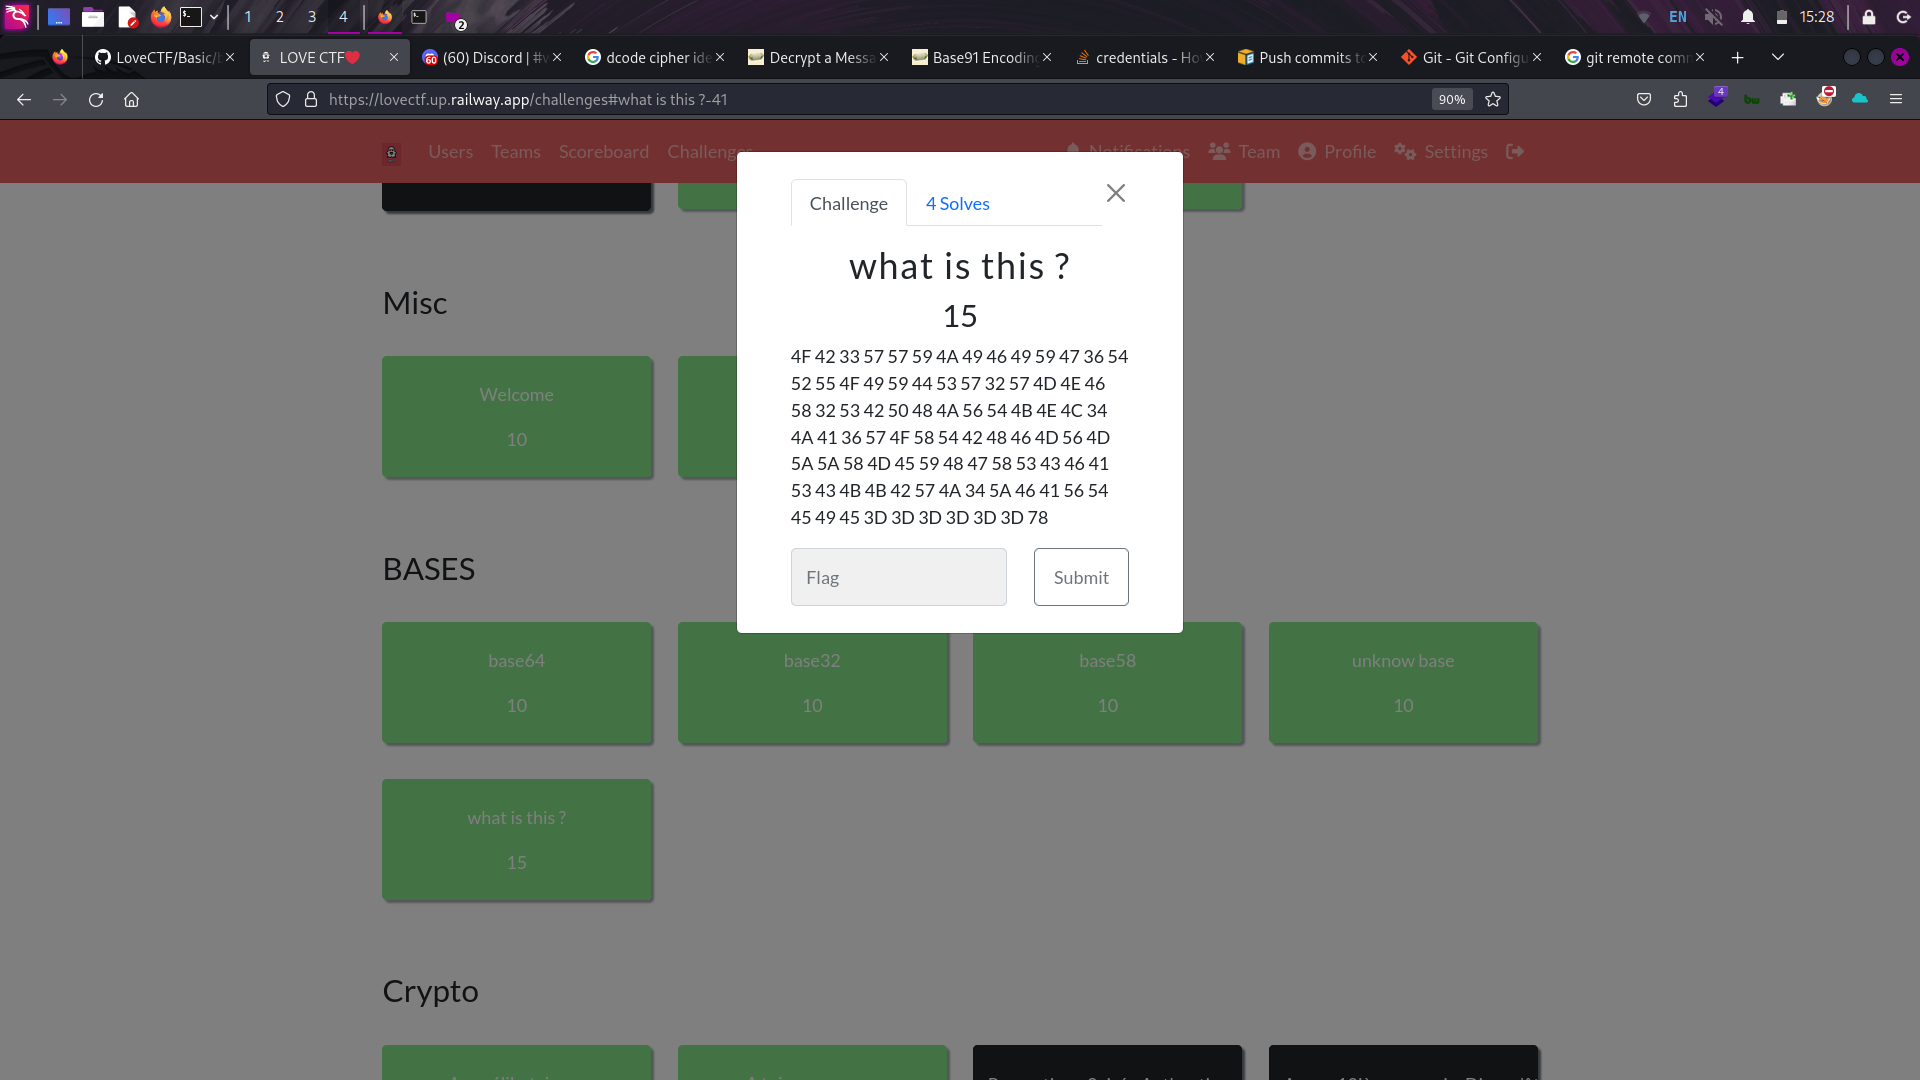 1 2 3 4 2 EN 15:28
LoveCTF/Basic/b LOVE CTF❤ (60) Discord | #w dcode cipher ide Decrypt a Messa Base91 Encoding credentials - Ho Push commits to Git - Git Configu git remote com
https://lovectf.up.railway.app/challenges#what is this ?-41 90% 4
Users Teams Scoreboard Challenges Notifications Team Profile Settings
Challenge 4 Solves
what is this ?
15
4F 42 33 57 57 59 4A 49 46 49 59 47 36 54
52 55 4F 49 59 44 53 57 32 57 4D 4E 46
58 32 53 42 50 48 4A 56 54 4B 4E 4C 34
4A 41 36 57 4F 58 54 42 48 46 4D 56 4D
5A 5A 58 4D 45 59 48 47 58 53 43 46 41
53 43 4B 4B 42 57 4A 34 5A 46 41 56 54
45 49 45 3D 3D 3D 3D 3D 3D 78
Flag Submit
Misc
Welcome
10
BASES
base64 base32 base58 unknow base
10 10 10 10
what is this ?
15
Crypto